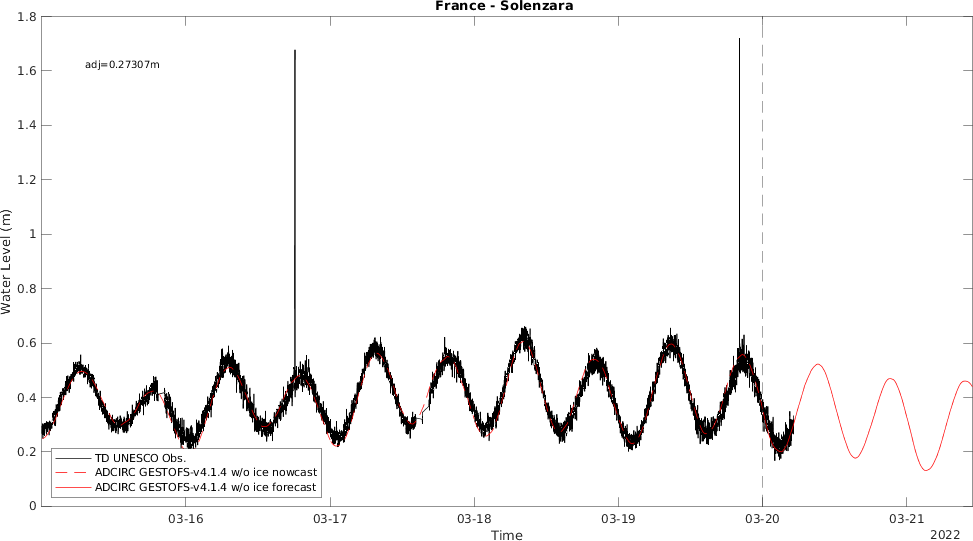 France - Solenzara
1.8
1.6
1.4
1.2
1
0.8
0.6
0.4
0.2
0
Water Level (m)
adj=0.27307m
TD UNESCO Obs.
ADCIRC GESTOFS-v4.1.4 w/o ice nowcast
ADCIRC GESTOFS-v4.1.4 w/o ice forecast
03-16 03-17 03-18 03-19 03-20 03-21
Time
2022